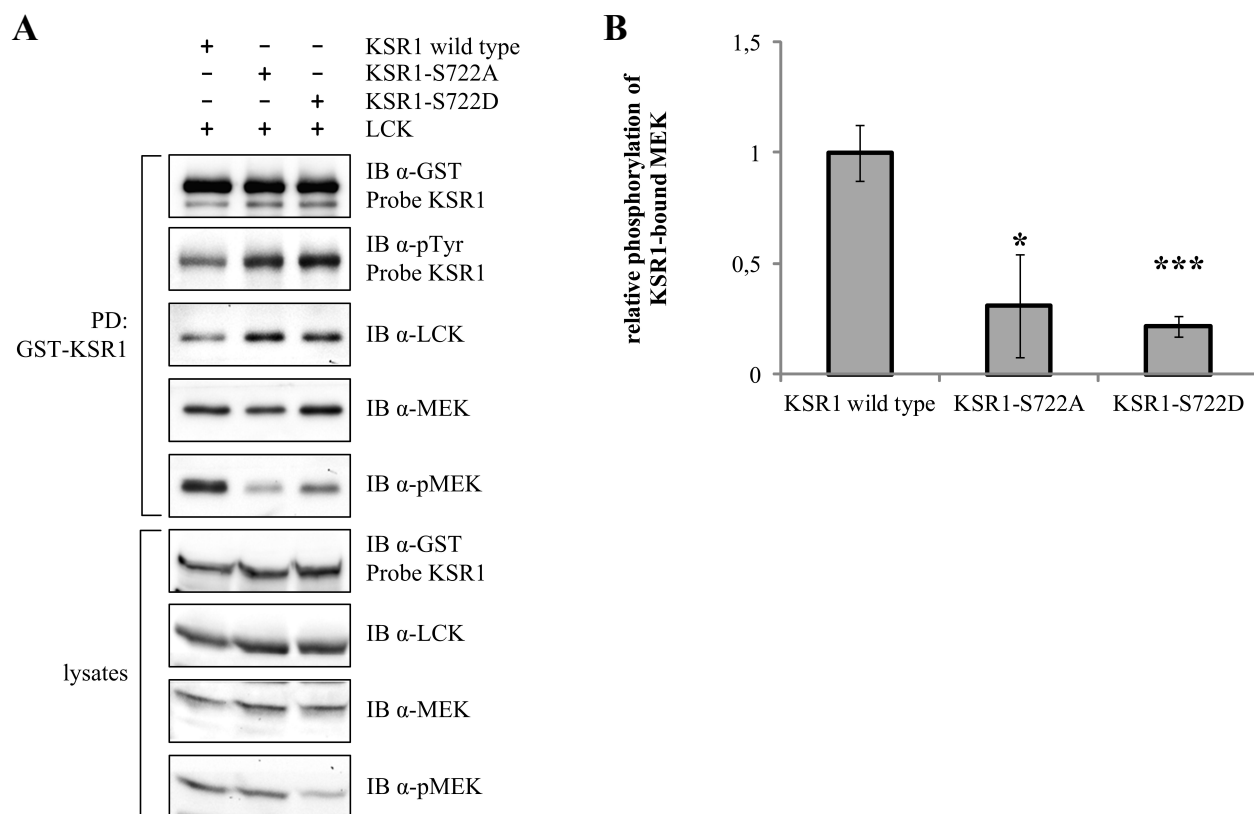 A
+ − − KSR1 wild type
− + − KSR1-S722A
− − + KSR1-S722D
+ + + LCK
PD:
GST-KSR1
IB α-GST
Probe KSR1
IB α-pTyr
Probe KSR1
IB α-LCK
IB α-MEK
IB α-pMEK
lysates
IB α-GST
Probe KSR1
IB α-LCK
IB α-MEK
IB α-pMEK
B
relative phosphorylation of
KSR1-bound MEK
1,5
1
0,5
0
*
***
KSR1 wild type KSR1-S722A KSR1-S722D